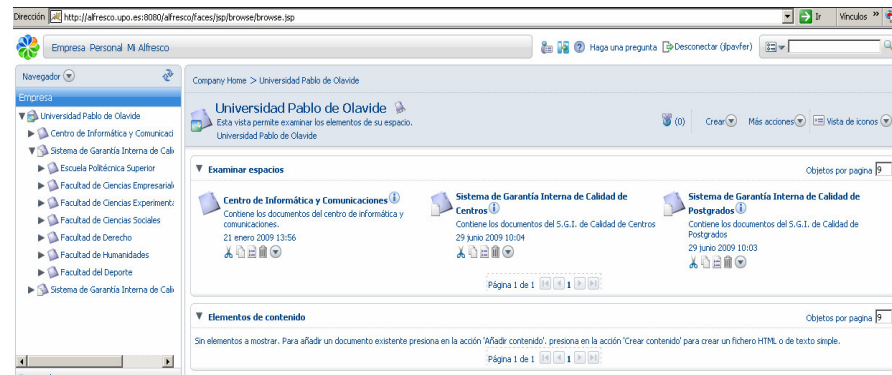 Dirección http://alfresco.upo.es:8080/alfresco/faces/jsp/browse/browse.jsp Ir Vínculos »
Empresa Personal Mi Alfresco Haga una pregunta Desconectar (jlpavfer)
Navegador
Empresa
Universidad Pablo de Olavide
Centro de Informática y Comunicaci
Sistema de Garantía Interna de Cali
Escuela Politécnica Superior
Facultad de Ciencias Empresariale
Facultad de Ciencias Experimenta
Facultad de Ciencias Sociales
Facultad de Derecho
Facultad de Humanidades
Facultad del Deporte
Sistema de Garantía Interna de Cali
Company Home > Universidad Pablo de Olavide
Universidad Pablo de Olavide
Esta vista permite examinar los elementos de su espacio.
Universidad Pablo de Olavide
(0) Crear Más acciones Vista de iconos
Examinar espacios Objetos por pagina 9
Centro de Informática y Comunicaciones
Contiene los documentos del centro de informática y
comunicaciones.
21 enero 2009 13:56
Sistema de Garantía Interna de Calidad de
Centros
Contiene los documentos del S.G.I. de Calidad de Centros
29 junio 2009 10:04
Sistema de Garantía Interna de Calidad de
Postgrados
Contiene los documentos del S.G.I. de Calidad de
Postgrados
29 junio 2009 10:03
Página 1 de 1 1
Elementos de contenido Objetos por pagina 9
Sin elementos a mostrar. Para añadir un documento existente presiona en la acción 'Añadir contenido'. presiona en la acción 'Crear contenido' para crear un fichero HTML o de texto simple.
Página 1 de 1 1